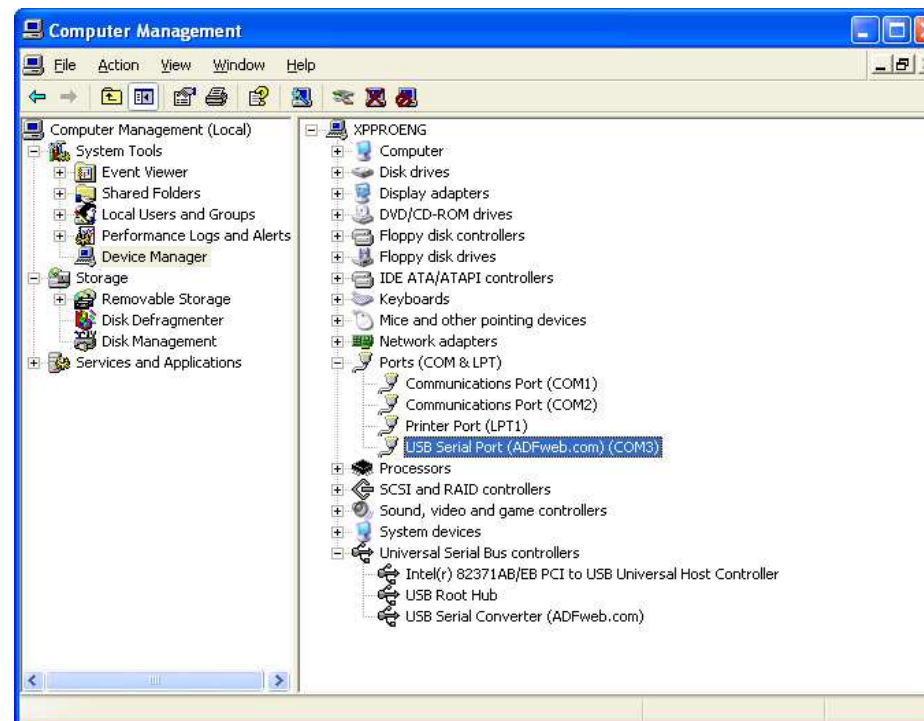 Computer Management
File Action View Window Help
Computer Management (Local)
System Tools
Event Viewer
Shared Folders
Local Users and Groups
Performance Logs and Alerts
Device Manager
Storage
Removable Storage
Disk Defragmenter
Disk Management
Services and Applications
XPPROENG
Computer
Disk drives
Display adapters
DVD/CD-ROM drives
Floppy disk controllers
Floppy disk drives
IDE ATA/ATAPI controllers
Keyboards
Mice and other pointing devices
Network adapters
Ports (COM & LPT)
Communications Port (COM1)
Communications Port (COM2)
Printer Port (LPT1)
USB Serial Port (ADFweb.com) (COM3)
Processors
SCSI and RAID controllers
Sound, video and game controllers
System devices
Universal Serial Bus controllers
Intel(r) 82371AB/EB PCI to USB Universal Host Controller
USB Root Hub
USB Serial Converter (ADFweb.com)